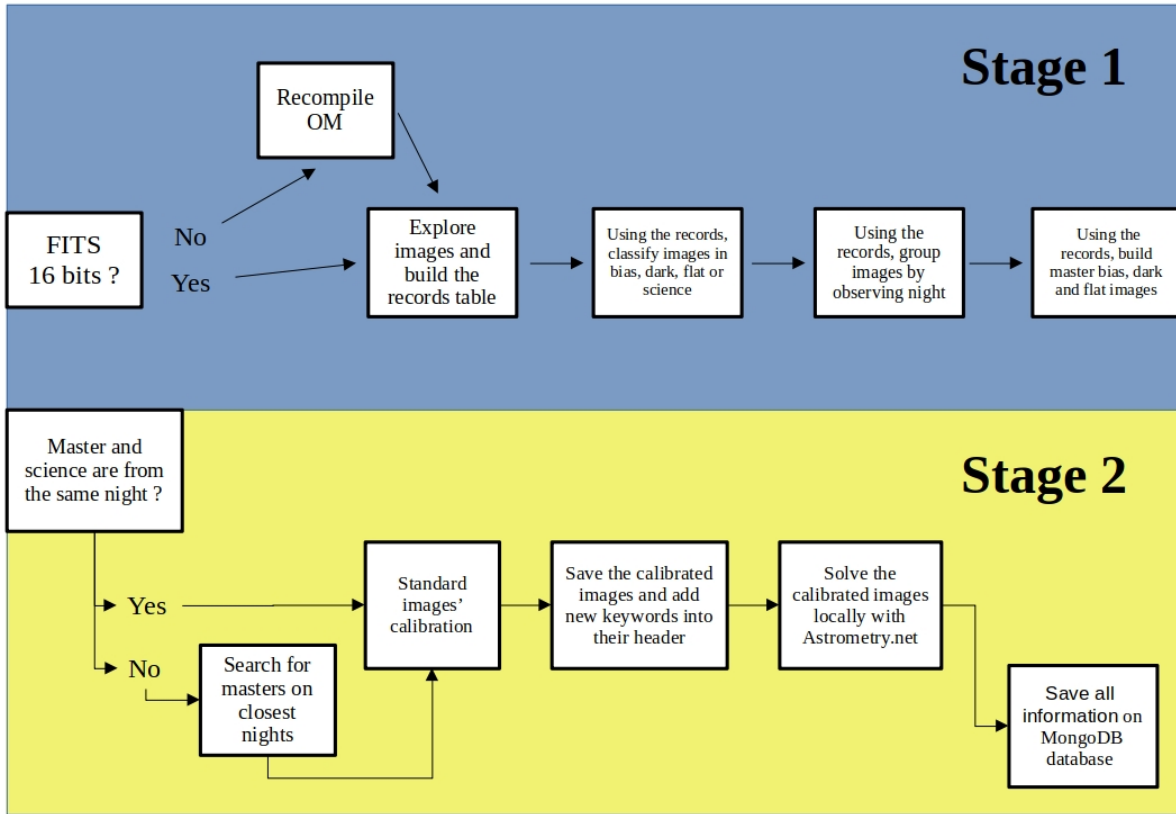 Stage 1
Recompile
OM
FITS
16 bits ?
No
Yes
Explore
images and
build the
records table
Using the records,
classify images in
bias, dark, flat or
science
Using the
records, group
images by
observing night
Using the
records, build
master bias, dark
and flat images
Stage 2
Master and
science are from
the same night ?
Yes
No
Search for
masters on
closest
nights
Standard
images’
calibration
Save the calibrated
images and add
new keywords into
their header
Solve the
calibrated images
locally with
Astrometry.net
Save all
information on
MongoDB
database